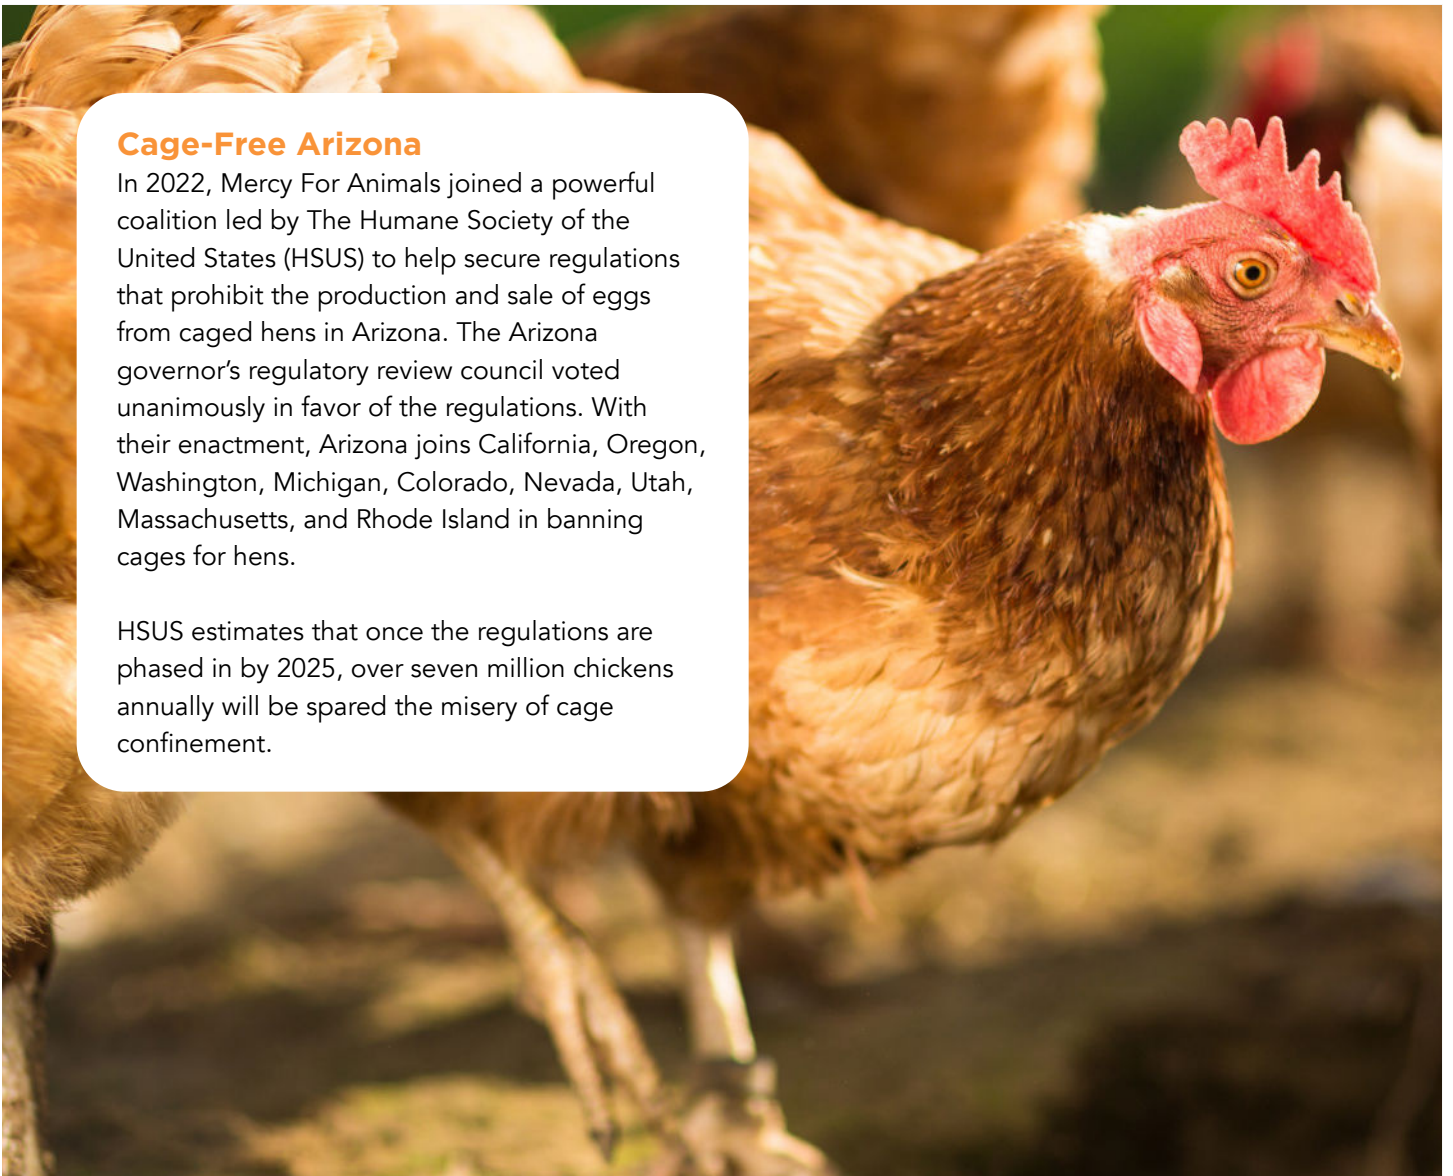 Cage-Free Arizona
In 2022, Mercy For Animals joined a powerful
coalition led by The Humane Society of the
United States (HSUS) to help secure regulations
that prohibit the production and sale of eggs
from caged hens in Arizona. The Arizona
governor’s regulatory review council voted
unanimously in favor of the regulations. With
their enactment, Arizona joins California, Oregon,
Washington, Michigan, Colorado, Nevada, Utah,
Massachusetts, and Rhode Island in banning
cages for hens.
HSUS estimates that once the regulations are
phased in by 2025, over seven million chickens
annually will be spared the misery of cage
confinement.